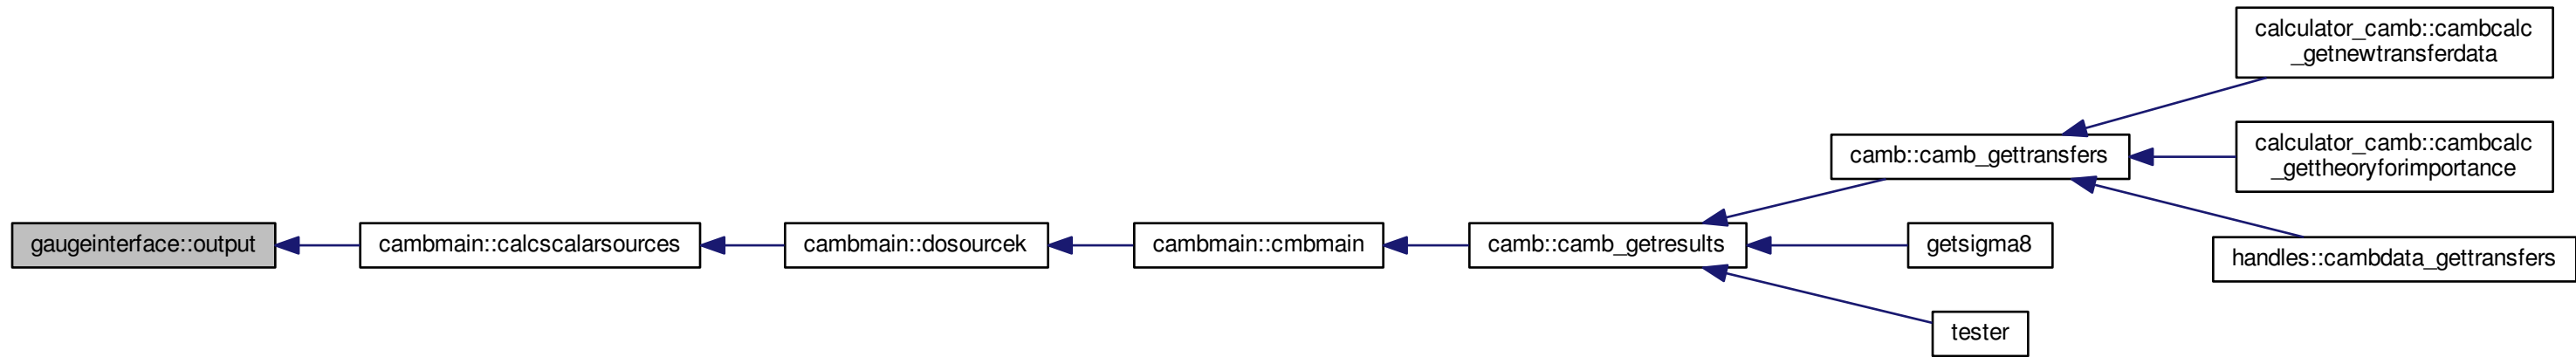 calculator_camb::cambcalc
_getnewtransferdata
calculator_camb::cambcalc
_gettheoryforimportance
camb::camb_gettransfers
gaugeinterface::output
cambmain::calcscalarsources
cambmain::dosourcek
cambmain::cmbmain
camb::camb_getresults
getsigma8
handles::cambdata_gettransfers
tester